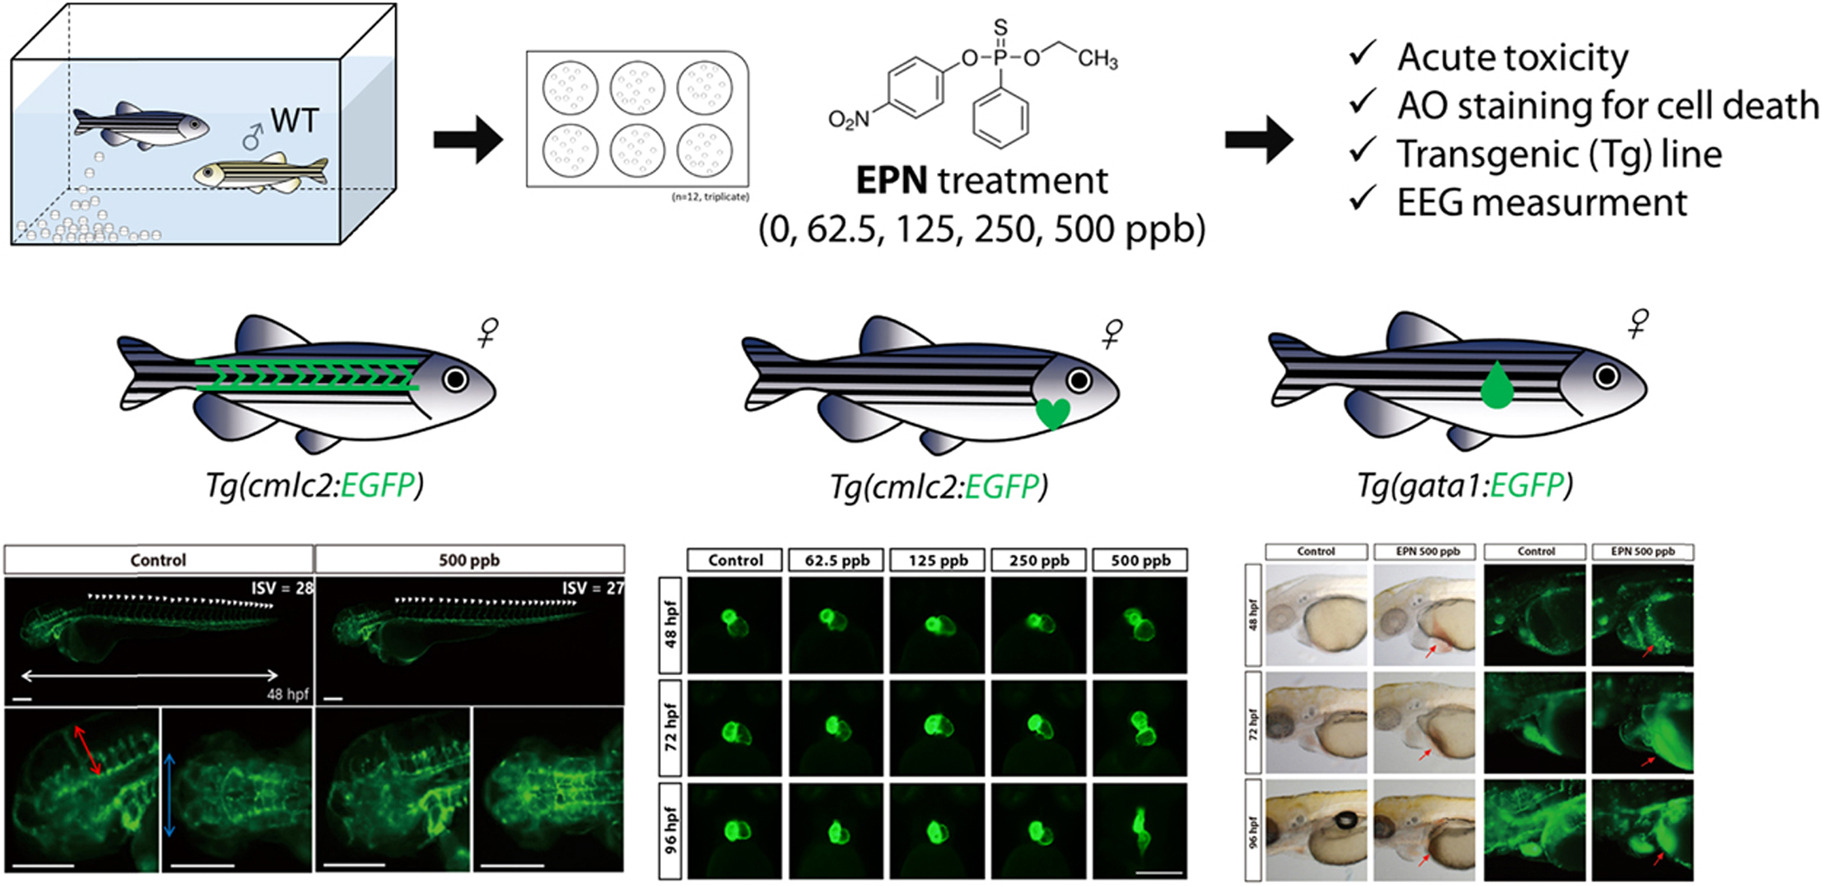 ♂ WT
(n=12, triplicate)
S
O P O CH₃
O₂N
EPN treatment
(0, 62.5, 125, 250, 500 ppb)
✓ Acute toxicity
✓ AO staining for cell death
✓ Transgenic (Tg) line
✓ EEG measurment
♀
♀
♀
Tg(cmlc2:EGFP)
Tg(cmlc2:EGFP)
Tg(gata1:EGFP)
Control 500 ppb
ISV = 28 ISV = 27
48 hpf
Control 62.5 ppb 125 ppb 250 ppb 500 ppb
48 hpf
72 hpf
96 hpf
Control EPN 500 ppb Control EPN 500 ppb
48 hpf
72 hpf
96 hpf